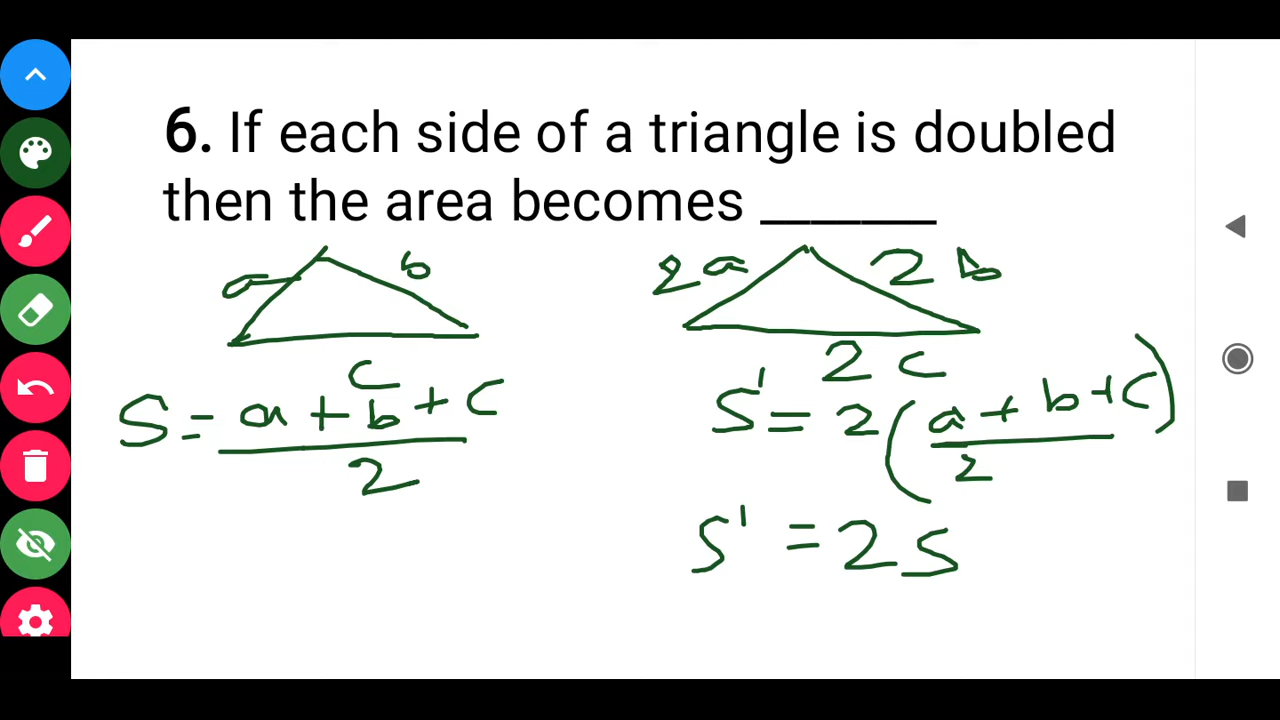 6. If each side of a triangle is doubled
then the area becomes _______
a b 2a 2b
c 2c
S = a + b + c / 2
S' = 2 ( a + b + c / 2 )
S' = 2S